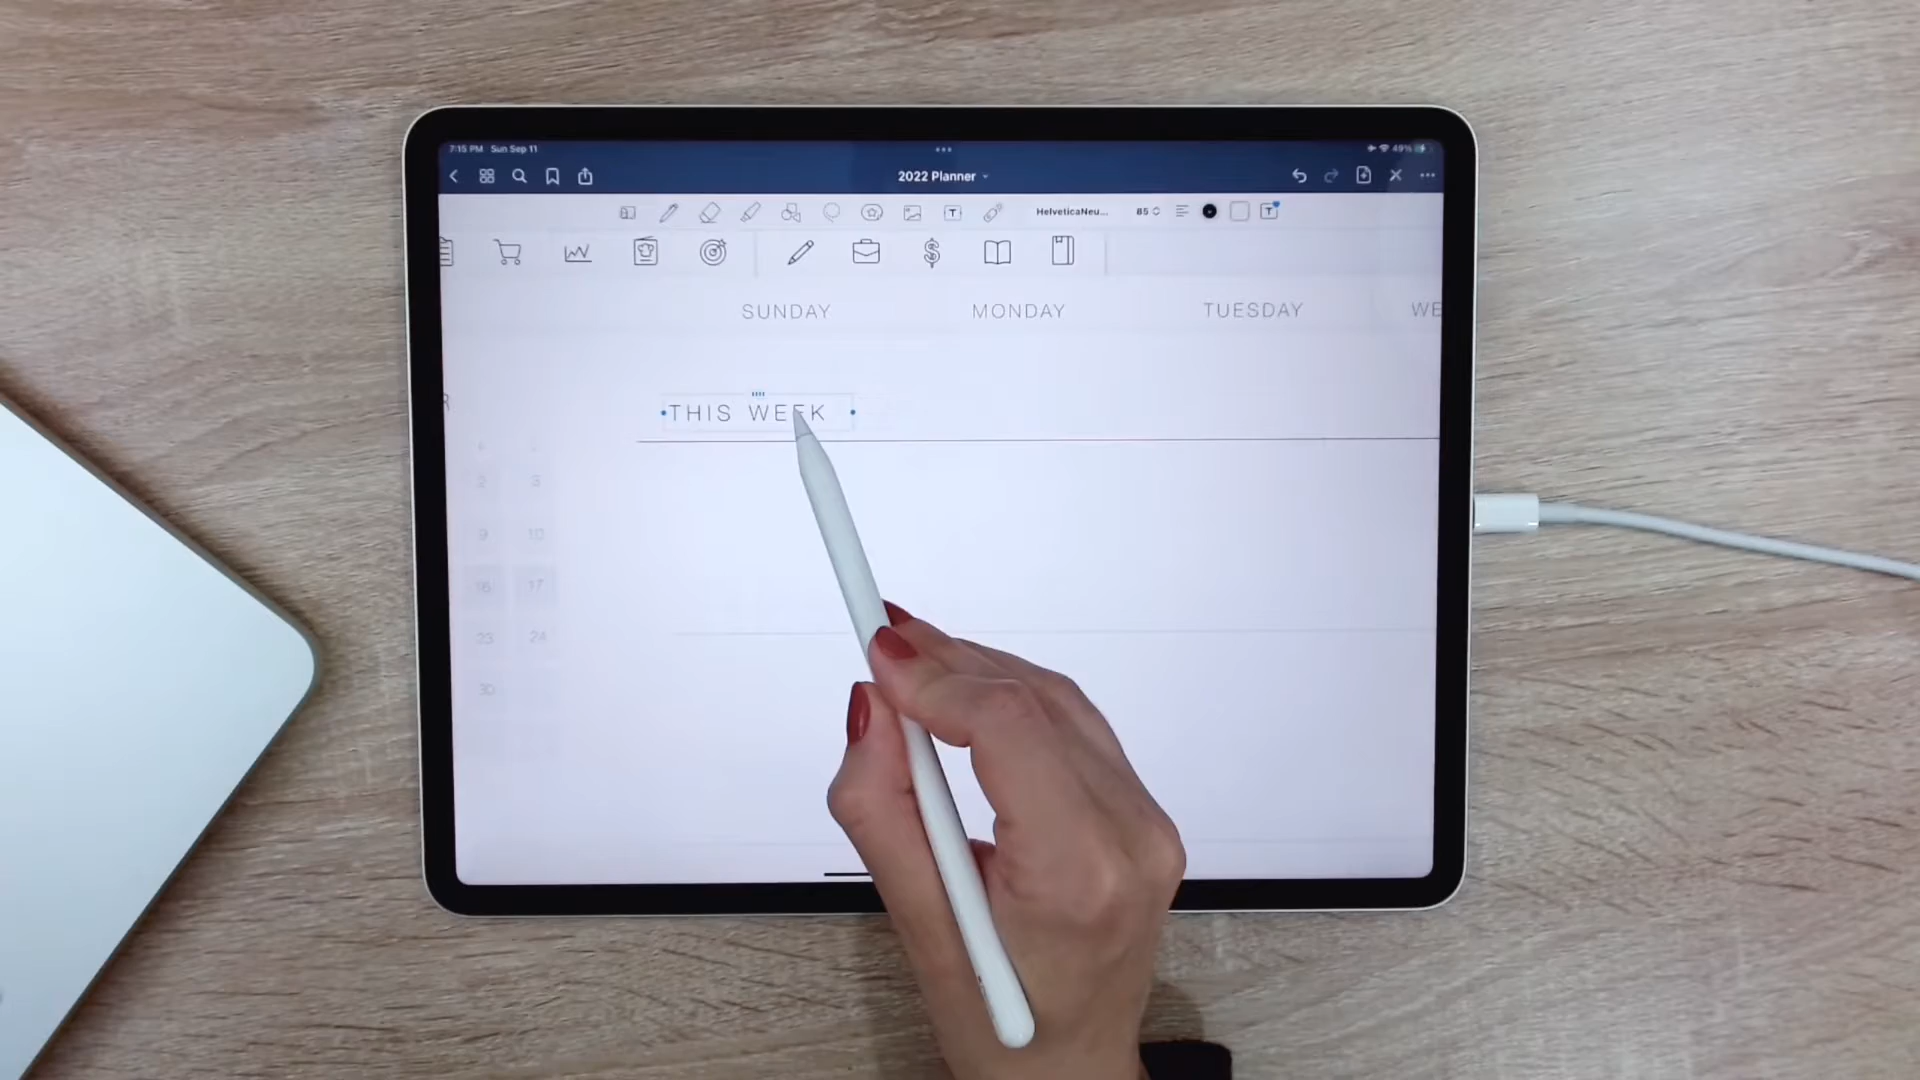 7:15 PM Sun Sep 11
49%
2022 Planner
HelveticaNeu... 85
SUNDAY MONDAY TUESDAY WE
THIS WEEK
2 3
9 10
16 17
23 24
30